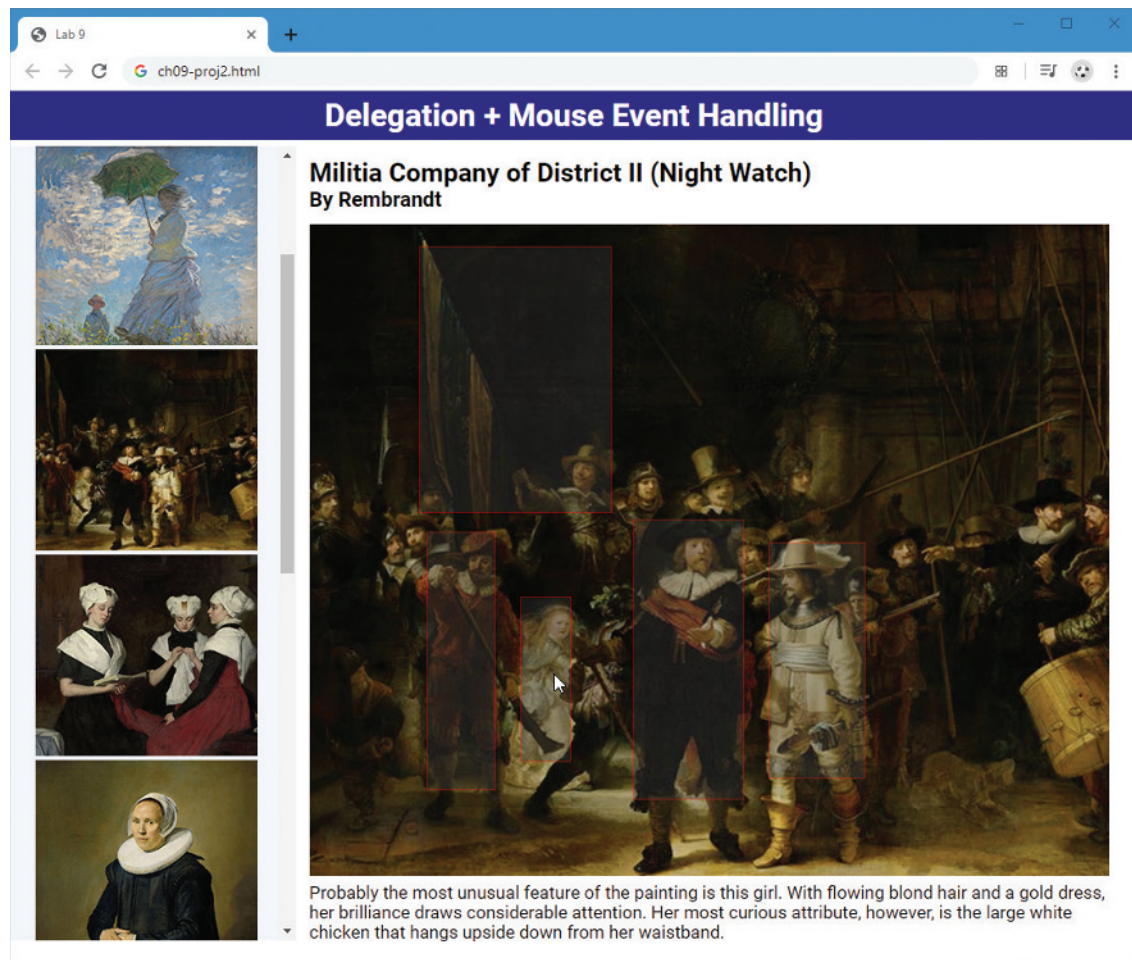 Lab 9
ch09-proj2.html
Delegation + Mouse Event Handling
Militia Company of District II (Night Watch)
By Rembrandt
Probably the most unusual feature of the painting is this girl. With flowing blond hair and a gold dress,
her brilliance draws considerable attention. Her most curious attribute, however, is the large white
chicken that hangs upside down from her waistband.